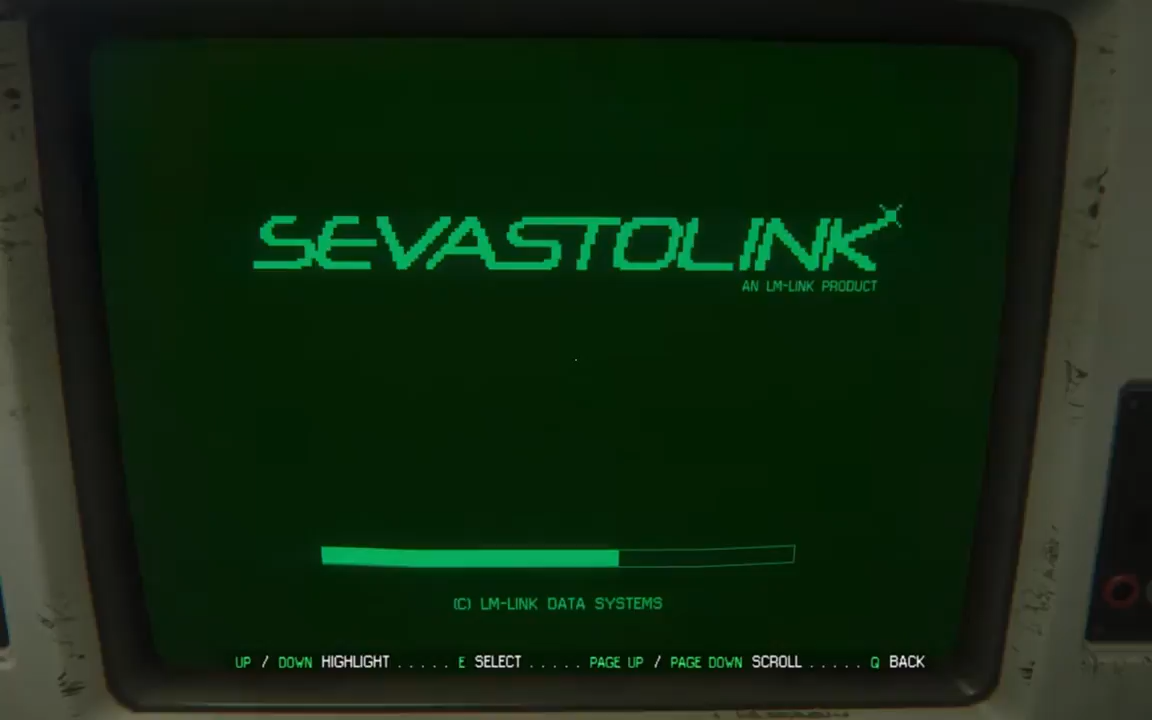 SEVASTOLINK
AN LM-LINK PRODUCT
(C) LM-LINK DATA SYSTEMS
UP / DOWN HIGHLIGHT ..... E SELECT ..... PAGE UP / PAGE DOWN SCROLL ...... Q BACK